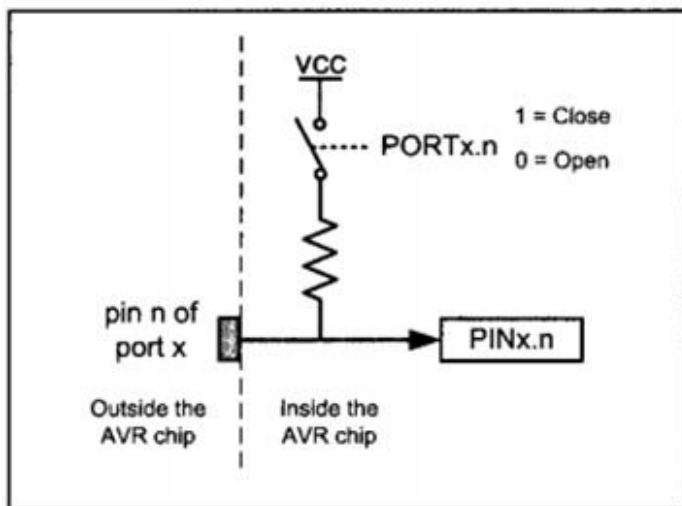 VCC
1 = Close
PORTx.n
0 = Open
pin n of
port x
PINx.n
Outside the
AVR chip
Inside the
AVR chip